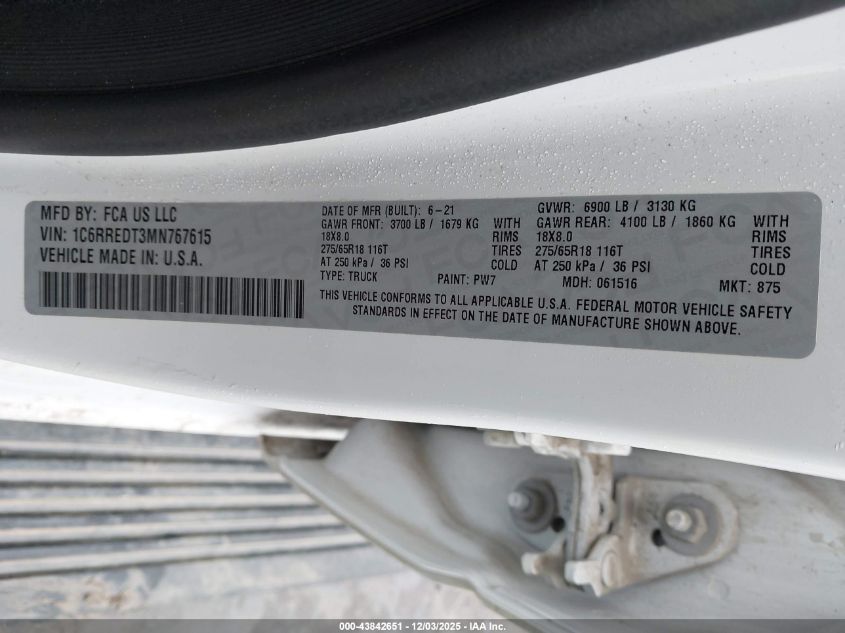 MFD BY: FCA US LLC
VIN: 1C6RREDT3MN767615
VEHICLE MADE IN: U.S.A.
DATE OF MFR (BUILT): 6-21
GAWR FRONT: 3700 LB / 1679 KG WITH
18X8.0 RIMS
275/65R18 116T TIRES
AT 250 kPa / 36 PSI COLD
TYPE: TRUCK PAINT: PW7
GVWR: 6900 LB / 3130 KG
GAWR REAR: 4100 LB / 1860 KG WITH
18X8.0 RIMS
275/65R18 116T TIRES
AT 250 kPa / 36 PSI COLD
MDH: 061516 MKT: 875
THIS VEHICLE CONFORMS TO ALL APPLICABLE U.S.A. FEDERAL MOTOR VEHICLE SAFETY
STANDARDS IN EFFECT ON THE DATE OF MANUFACTURE SHOWN ABOVE.
000-43842651 - 12/03/2025 - IAA Inc.